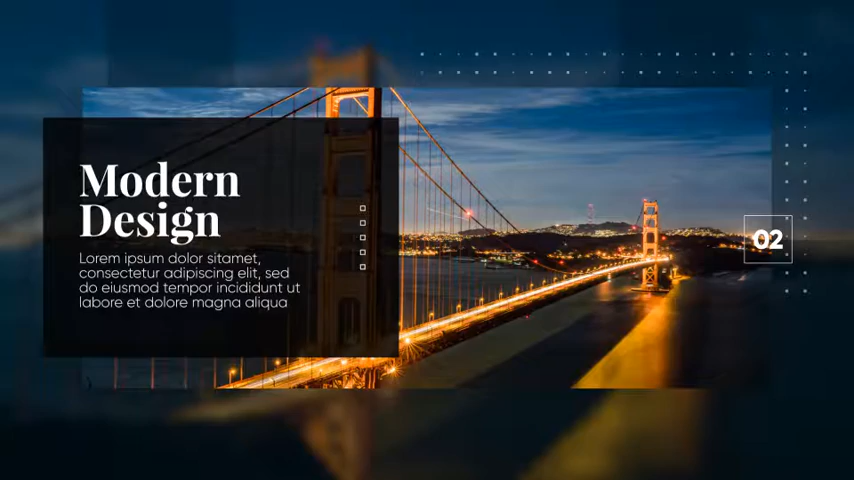 Modern
Design
Lorem ipsum dolor sitamet,
consectetur adipiscing elit, sed
do eiusmod tempor incididunt ut
labore et dolore magna aliqua
02